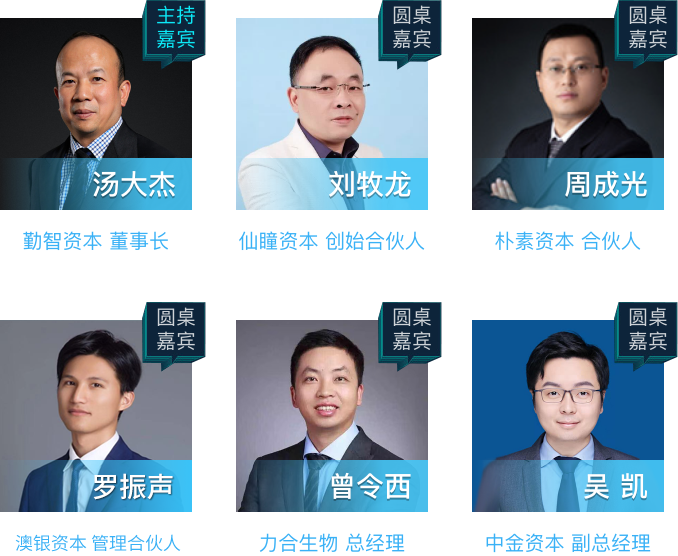 主持
嘉宾
汤大杰
勤智资本 董事长
圆桌
嘉宾
刘牧龙
仙瞳资本 创始合伙人
圆桌
嘉宾
周成光
朴素资本 合伙人
圆桌
嘉宾
罗振声
澳银资本 管理合伙人
圆桌
嘉宾
曾令西
力合生物 总经理
圆桌
嘉宾
吴 凯
中金资本 副总经理